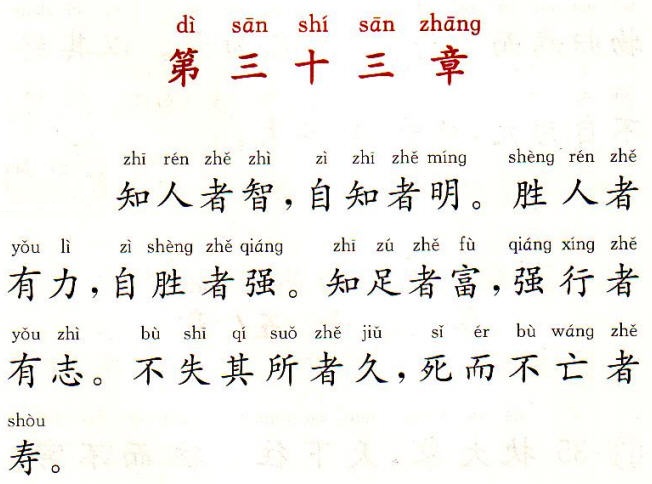 dì sān shí sān zhāng
第三十三章
zhī rén zhě zhì zì zhī zhě míng shèng rén zhě
知人者智，自知者明。胜人者
yǒu lì zì shèng zhě qiáng zhī zú zhě fù qiáng xíng zhě
有力，自胜者强。知足者富，强行者
yǒu zhì bù shī qí suǒ zhě jiǔ sǐ ér bù wáng zhě
有志。不失其所者久，死而不亡者
shòu
寿。